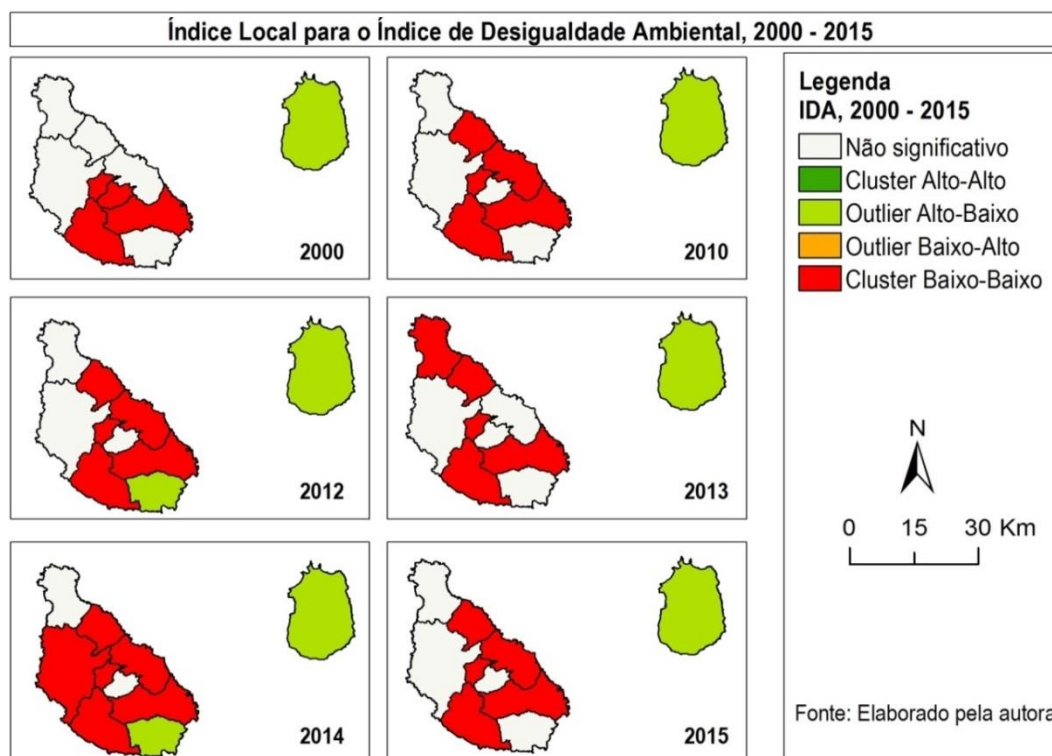 Índice Local para o Índice de Desigualdade Ambiental, 2000 - 2015
2000
2010
2012
2013
2014
2015
Legenda
IDA, 2000 - 2015
Não significativo
Cluster Alto-Alto
Outlier Alto-Baixo
Outlier Baixo-Alto
Cluster Baixo-Baixo
N
0 15 30 Km
Fonte: Elaborado pela autora